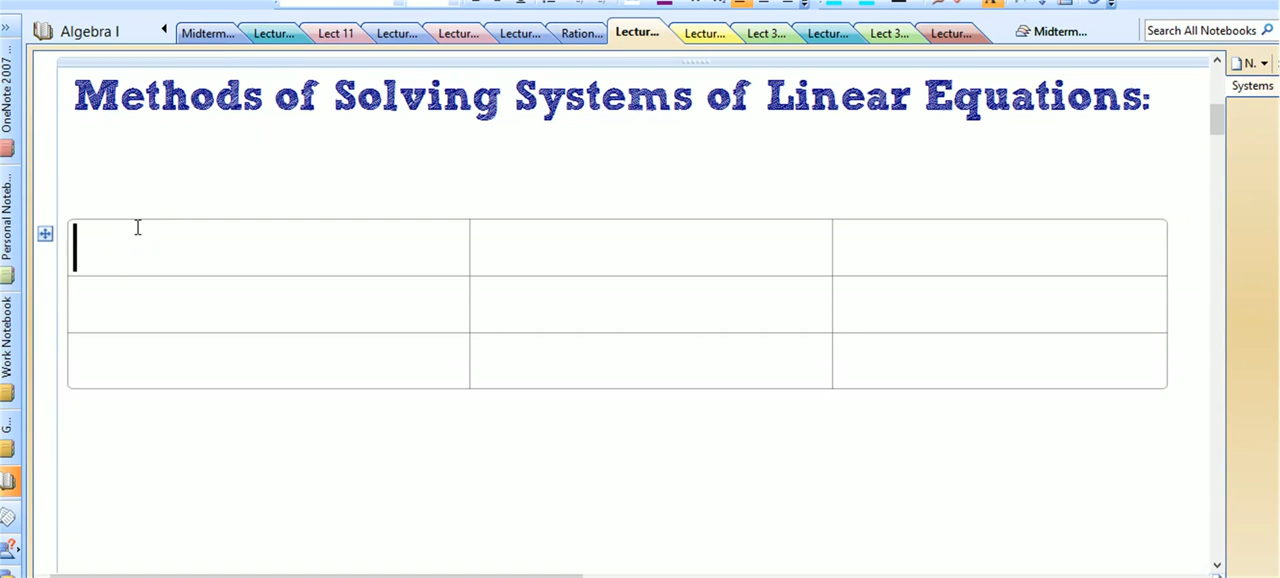 Algebra I
Midterm...
Lectur...
Lect 11
Lectur...
Lectur...
Lectur...
Ration...
Lectur...
Lectur...
Lect 3...
Lectur...
Lect 3...
Lectur...
Midterm...
Search All Notebooks
N.
Systems
OneNote 2007 ...
Personal Noteb...
Work Notebook
G...
Methods of Solving Systems of Linear Equations: